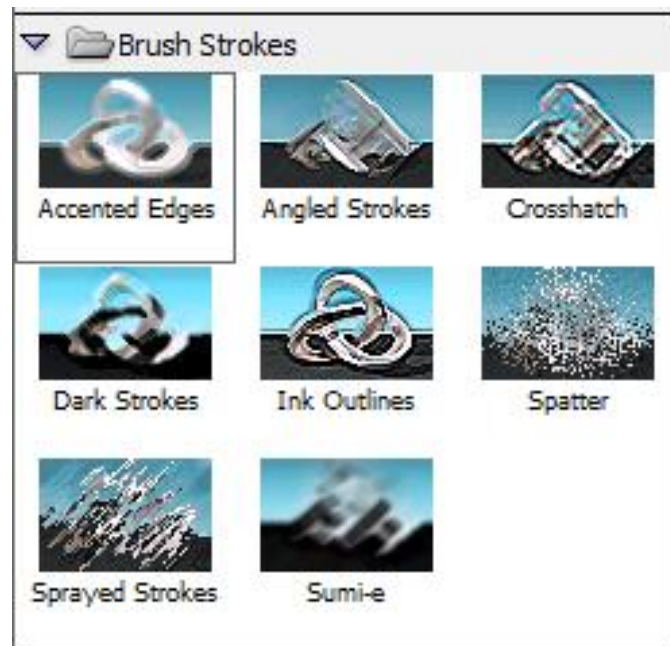 Brush Strokes
Accented Edges
Angled Strokes
Crosshatch
Dark Strokes
Ink Outlines
Spatter
Sprayed Strokes
Sumi-e